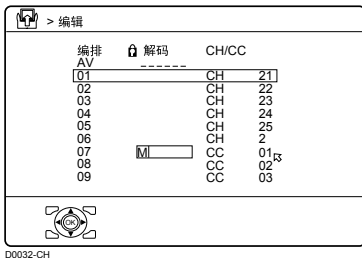 > 编辑
编排 解码 CH/CC
AV ------
01 CH 21
02 CH 22
03 CH 23
04 CH 24
05 CH 25
06 CH 2
07 M CC 01
08 CC 02
09 CC 03
OK
D0032-CH